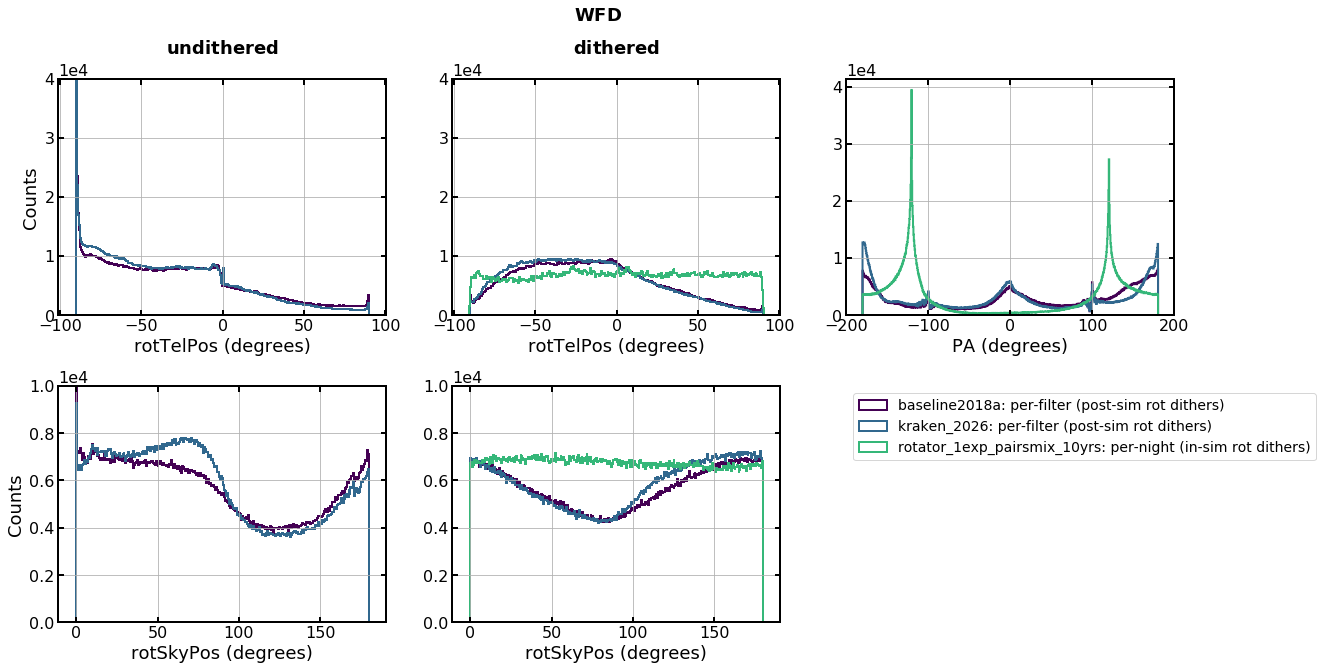 WFD
undithered
dithered
1e4
1e4
1e4
4
3
2
1
0
Counts
−100
−50
0
50
100
rotTelPos (degrees)
4
3
2
1
0
−100
−50
0
50
100
rotTelPos (degrees)
4
3
2
1
0
−200
−100
0
100
200
PA (degrees)
1e4
1e4
1.0
0.8
0.6
0.4
0.2
0.0
Counts
0
50
100
150
rotSkyPos (degrees)
1.0
0.8
0.6
0.4
0.2
0.0
0
50
100
150
rotSkyPos (degrees)
baseline2018a: per-filter (post-sim rot dithers)
kraken_2026: per-filter (post-sim rot dithers)
rotator_1exp_pairsmix_10yrs: per-night (in-sim rot dithers)